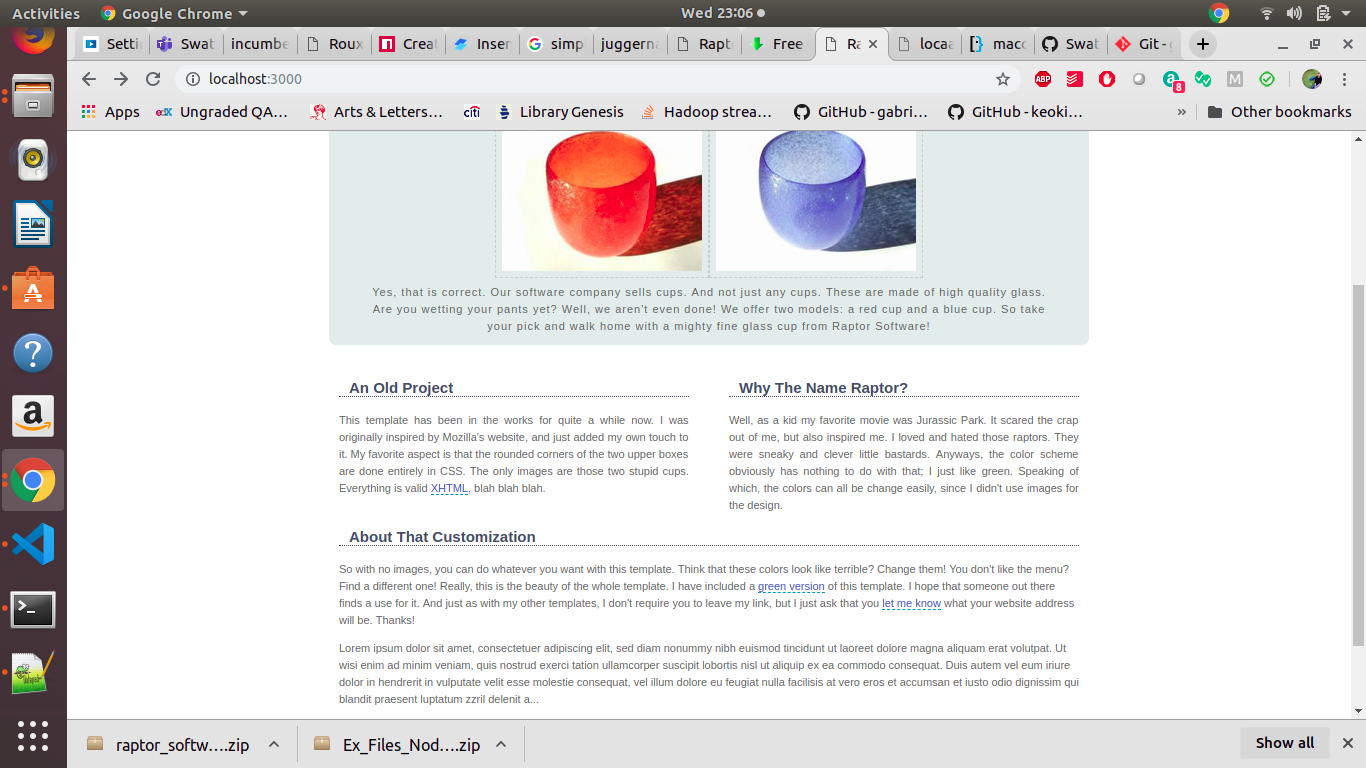 Activities Google Chrome Wed 23:06
Setti Swat incumbe Roux Creat Inser simp juggerna Rapt Free Ra locaa macc Swat Git - g
localhost:3000 ABP 8 M
Apps edX Ungraded QA... Arts & Letters... citi Library Genesis Hadoop strea... GitHub - gabri... GitHub - keoki... » Other bookmarks
Yes, that is correct. Our software company sells cups. And not just any cups. These are made of high quality glass.
Are you wetting your pants yet? Well, we aren't even done! We offer two models: a red cup and a blue cup. So take
your pick and walk home with a mighty fine glass cup from Raptor Software!
An Old Project
This template has been in the works for quite a while now. I was
originally inspired by Mozilla's website, and just added my own touch to
it. My favorite aspect is that the rounded corners of the two upper boxes
are done entirely in CSS. The only images are those two stupid cups.
Everything is valid XHTML, blah blah blah.
Why The Name Raptor?
Well, as a kid my favorite movie was Jurassic Park. It scared the crap
out of me, but also inspired me. I loved and hated those raptors. They
were sneaky and clever little bastards. Anyways, the color scheme
obviously has nothing to do with that; I just like green. Speaking of
which, the colors can all be change easily, since I didn't use images for
the design.
About That Customization
So with no images, you can do whatever you want with this template. Think that these colors look like terrible? Change them! You don't like the menu?
Find a different one! Really, this is the beauty of the whole template. I have included a green version of this template. I hope that someone out there
finds a use for it. And just as with my other templates, I don't require you to leave my link, but I just ask that you let me know what your website address
will be. Thanks!
Lorem ipsum dolor sit amet, consectetuer adipiscing elit, sed diam nonummy nibh euismod tincidunt ut laoreet dolore magna aliquam erat volutpat. Ut
wisi enim ad minim veniam, quis nostrud exerci tation ullamcorper suscipit lobortis nisl ut aliquip ex ea commodo consequat. Duis autem vel eum iriure
dolor in hendrerit in vulputate velit esse molestie consequat, vel illum dolore eu feugiat nulla facilisis at vero eros et accumsan et iusto odio dignissim qui
blandit praesent luptatum zzril delenit a...
raptor_softw....zip Ex_Files_Nod....zip Show all